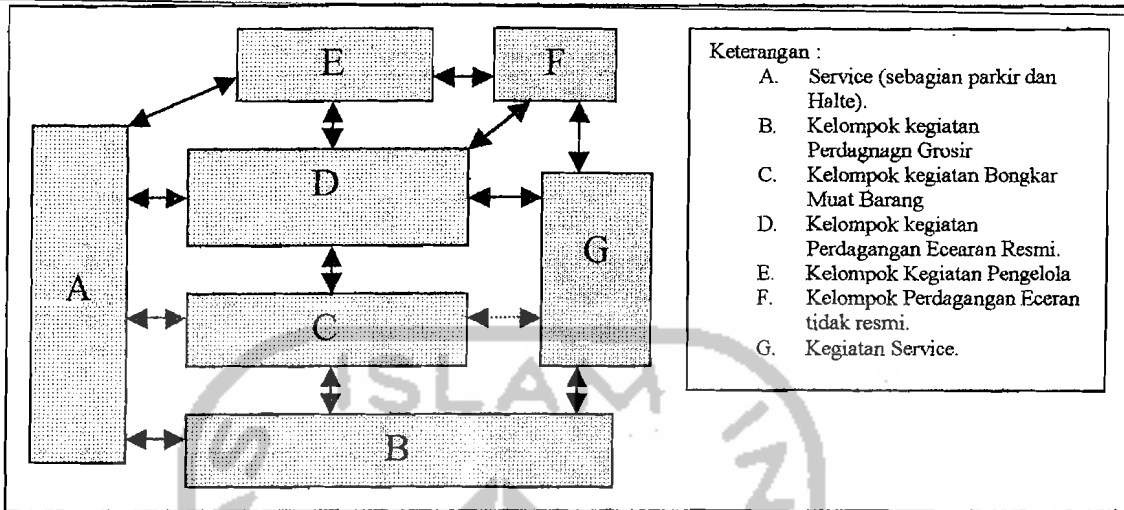 E
F
D
A
G
C
B
Keterangan :
A. Service (sebagian parkir dan
Halte).
B. Kelompok kegiatan
Perdagnagn Grosir
C. Kelompok kegiatan Bongkar
Muat Barang
D. Kelompok kegiatan
Perdagangan Ecearan Resmi.
E. Kelompok Kegiatan Pengelola
F. Kelompok Perdagangan Eceran
tidak resmi.
G. Kegiatan Service.
ISLAM